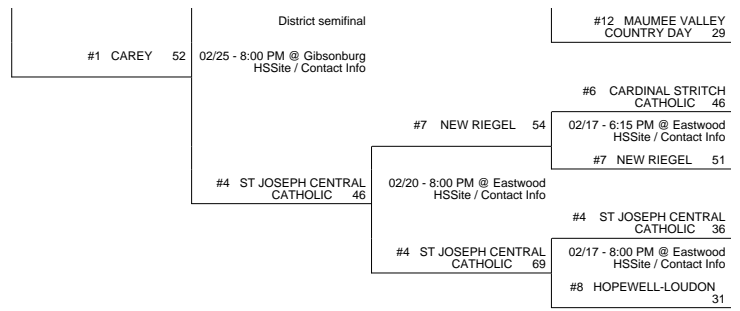 District semifinal
#12 MAUMEE VALLEY
COUNTRY DAY 29
#1 CAREY 52
02/25 - 8:00 PM @ Gibsonburg
HSSite / Contact Info
#6 CARDINAL STRITCH
CATHOLIC 46
#7 NEW RIEGEL 54
02/17 - 6:15 PM @ Eastwood
HSSite / Contact Info
#7 NEW RIEGEL 51
#4 ST JOSEPH CENTRAL
CATHOLIC 46
02/20 - 8:00 PM @ Eastwood
HSSite / Contact Info
#4 ST JOSEPH CENTRAL
CATHOLIC 36
#4 ST JOSEPH CENTRAL
CATHOLIC 69
02/17 - 8:00 PM @ Eastwood
HSSite / Contact Info
#8 HOPEWELL-LOUDON
31